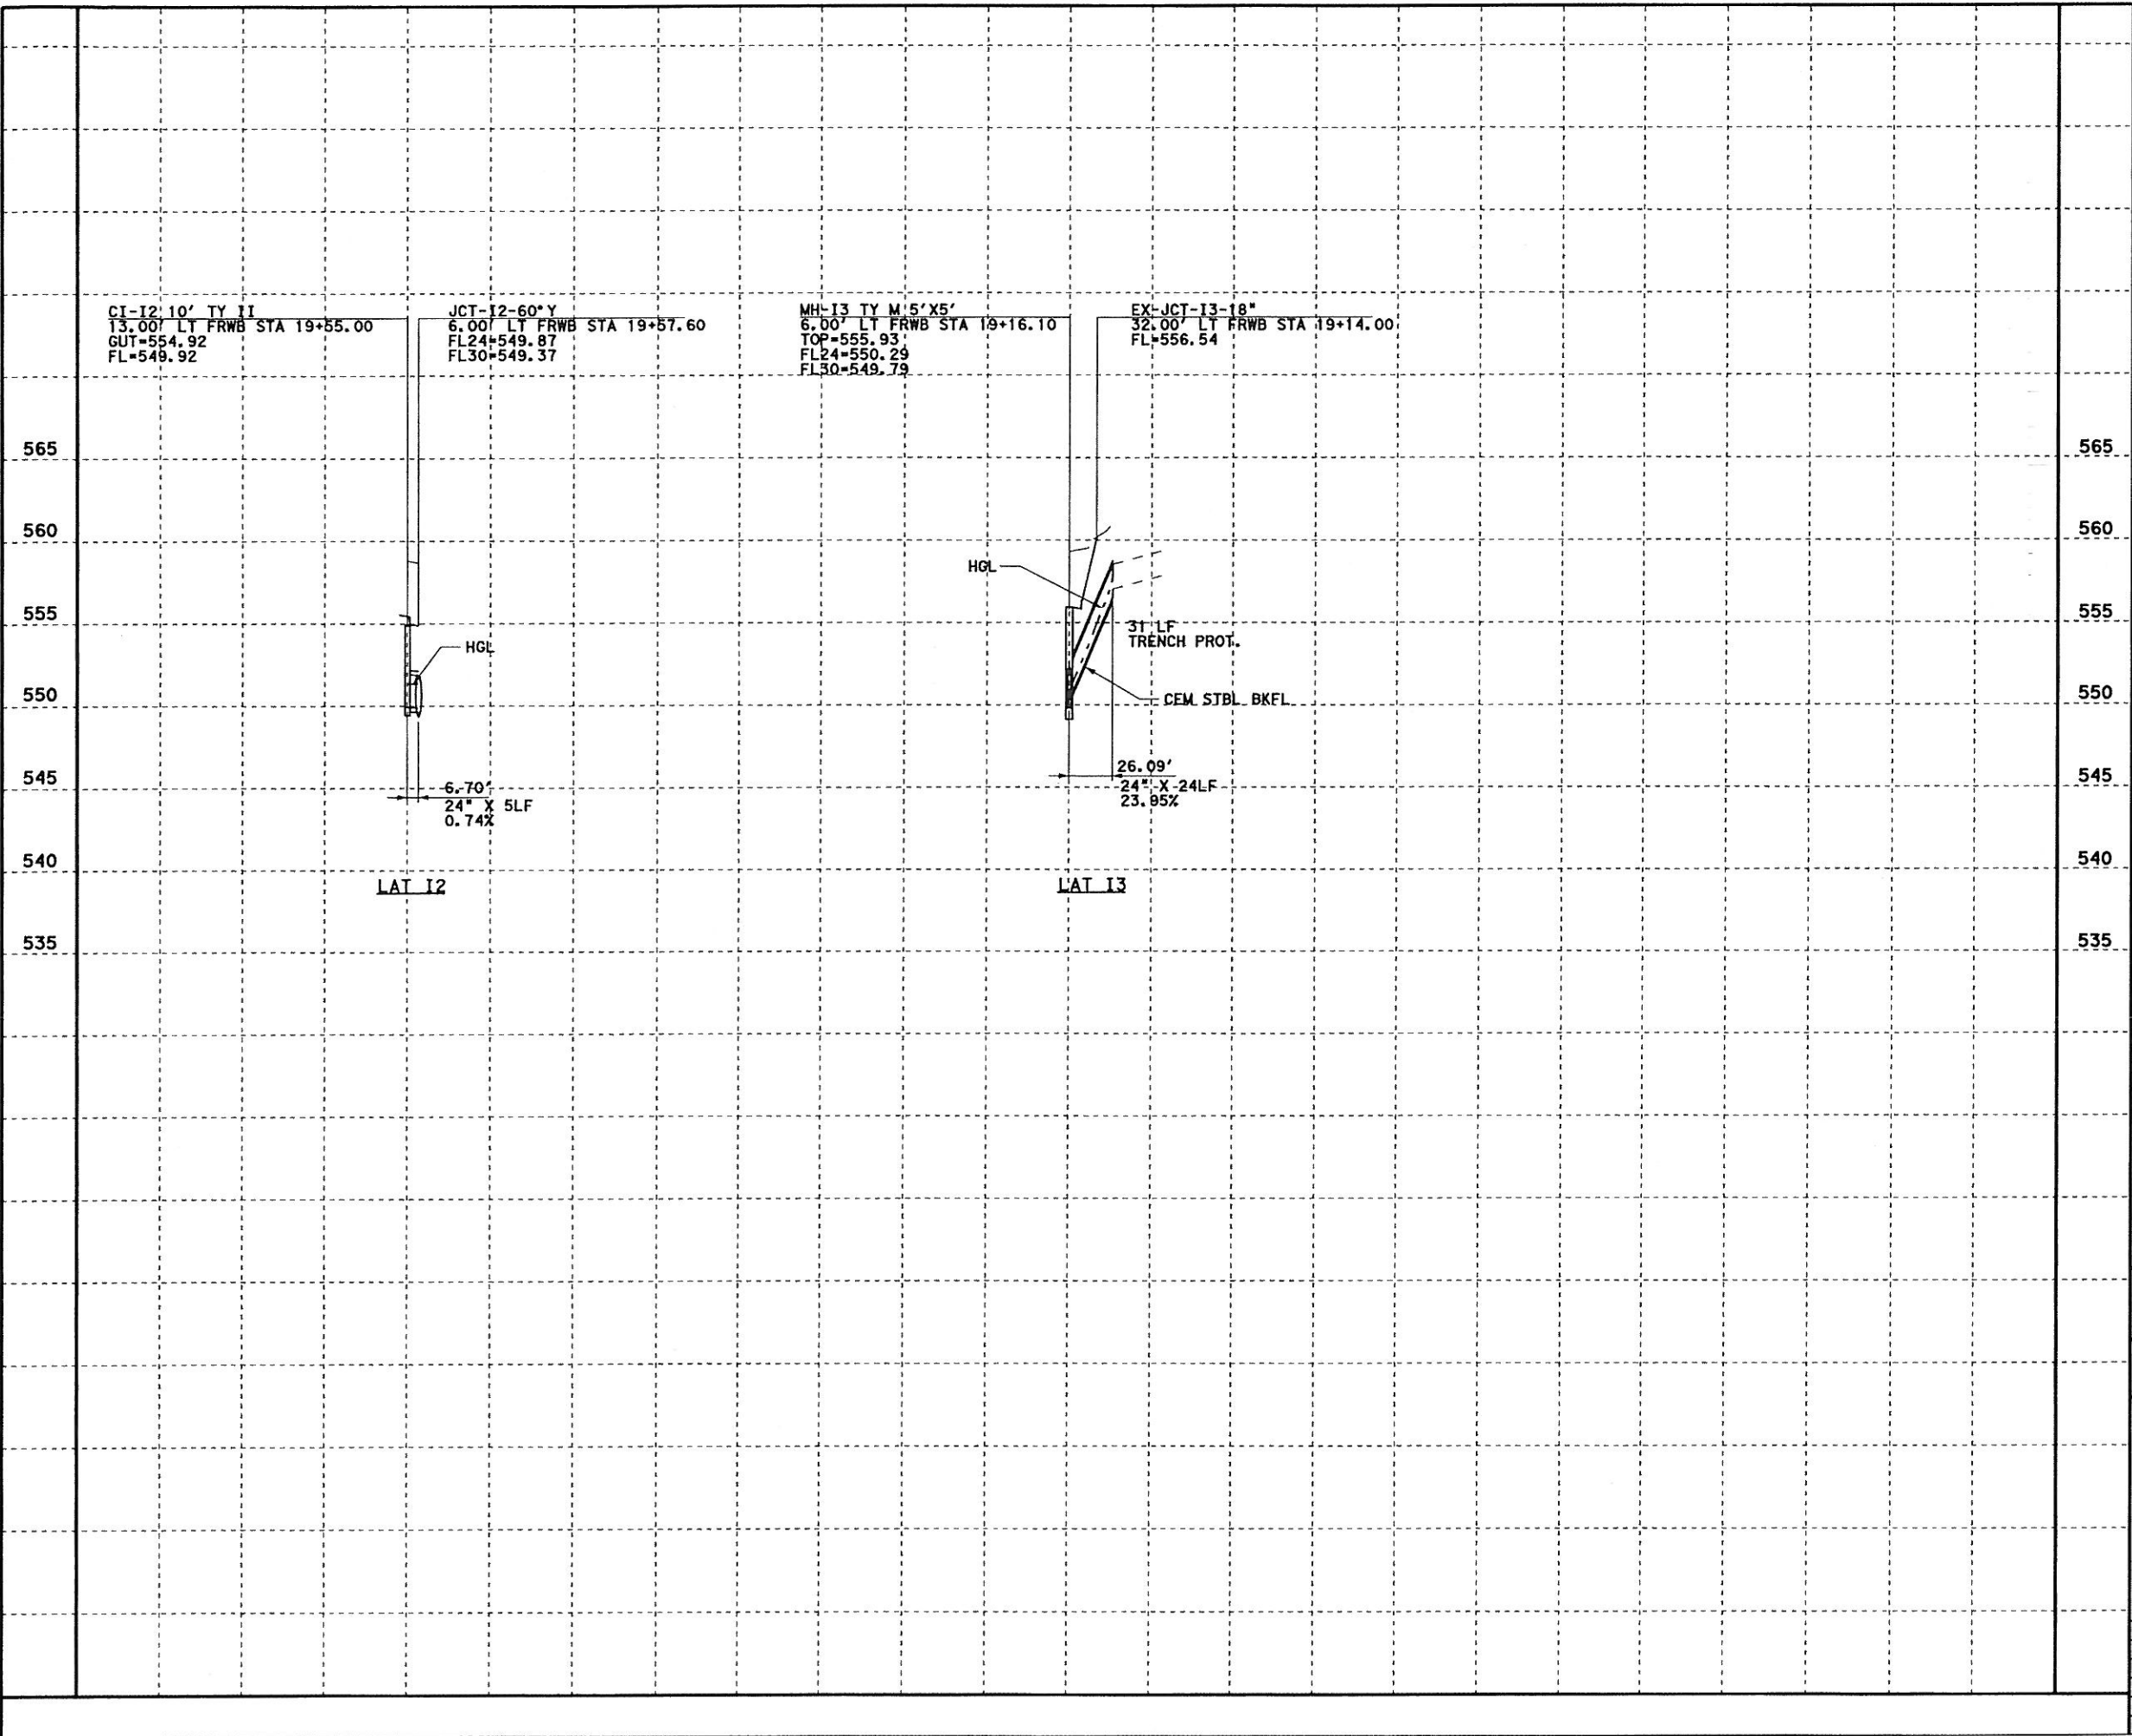 CI-I2 10' TY II
13.00' LT FRWB STA 19+55.00
GUT=554.92
FL=549.92
JCT-I2-60°Y
6.00' LT FRWB STA 19+57.60
FL24=549.87
FL30=549.37
MH-I3 TY M 5'X5'
6.00' LT FRWB STA 19+16.10
TOP=555.93
FL24=550.29
FL30=549.79
EX-JCT-I3-18"
32.00' LT FRWB STA 19+14.00
FL=556.54
565
565
560
560
HGL
555
555
31 LF
TRENCH PROT.
HGL
550
CEM STBL BKFL
550
545
26.09'
24" X 24LF
23.95%
545
6.70'
24" X 5LF
0.74%
540
540
LAT I2
LAT I3
535
535